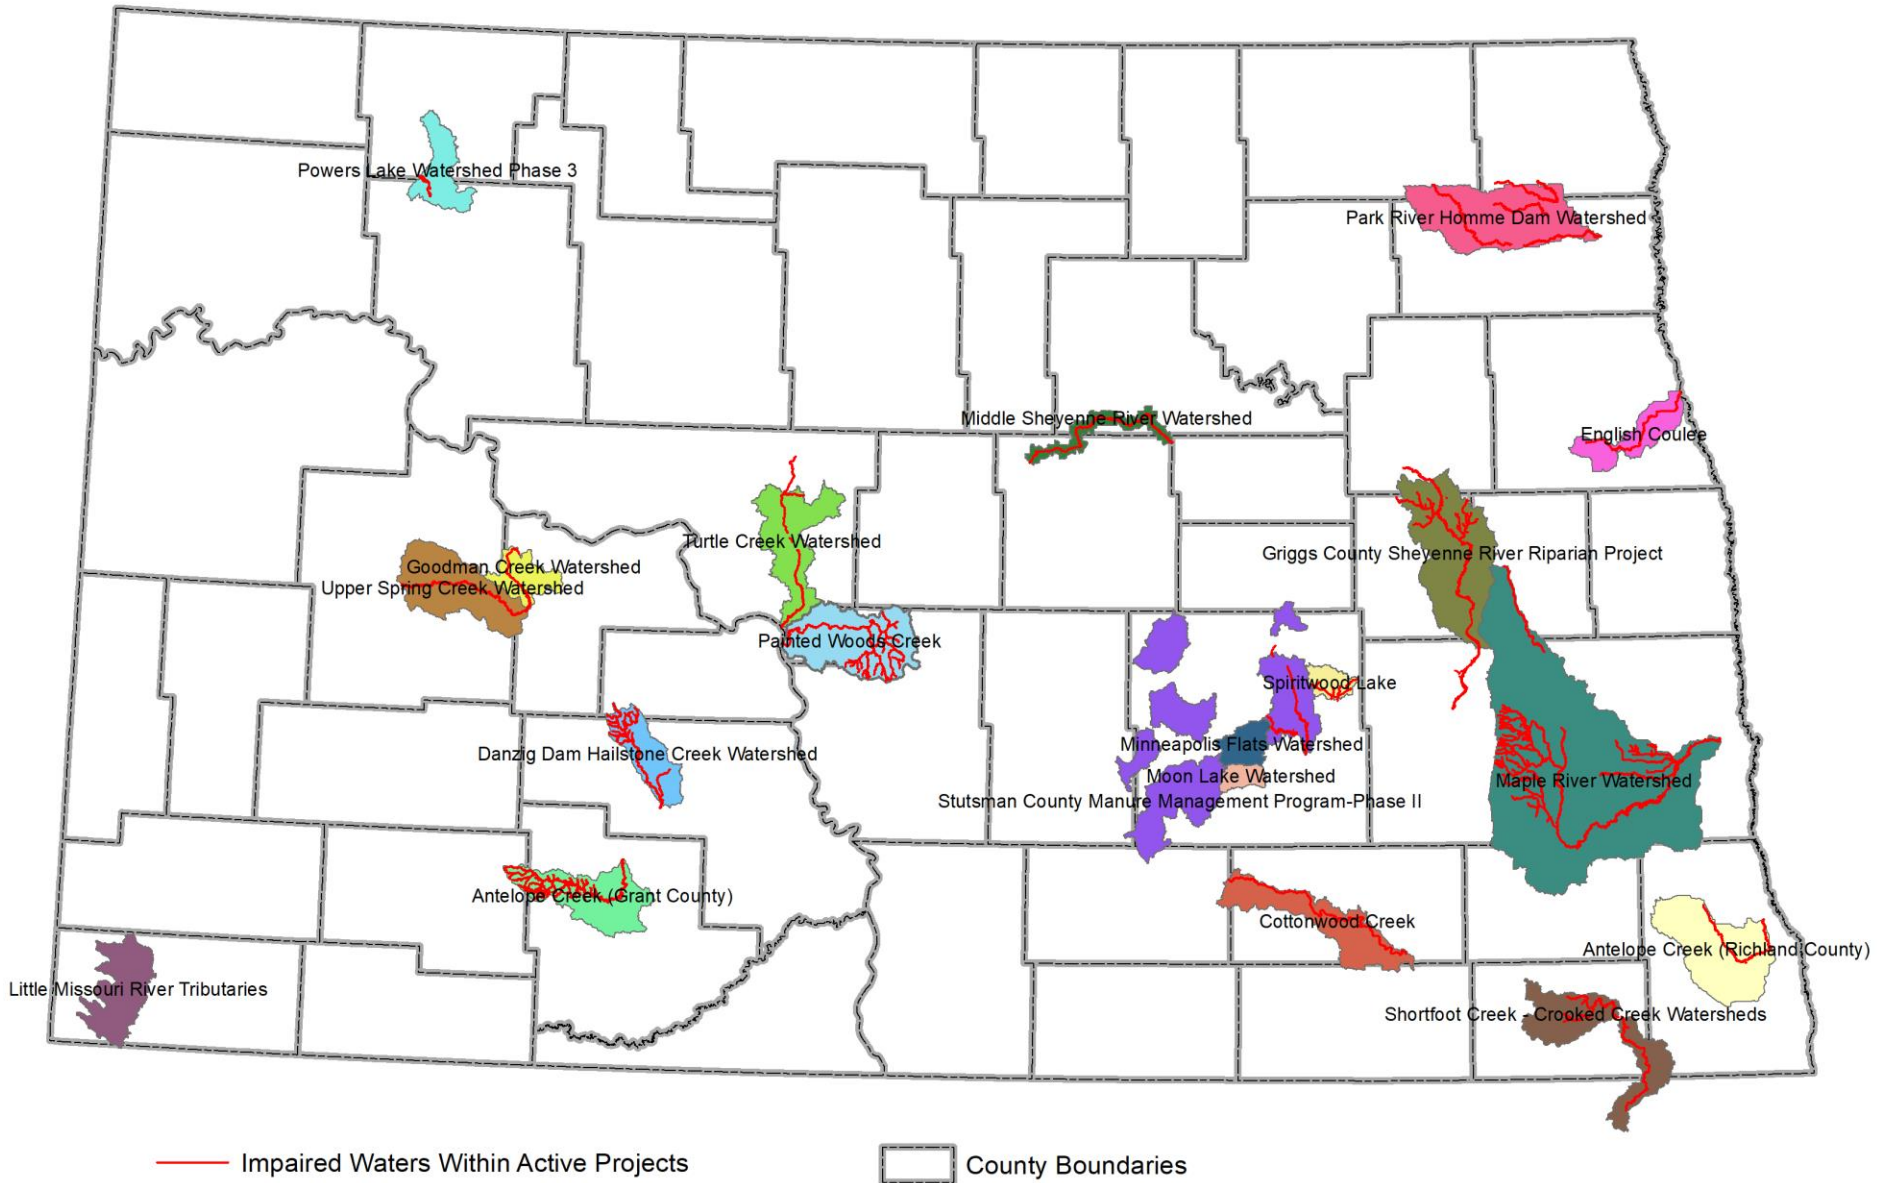 Powers Lake Watershed Phase 3
Park River Homme Dam Watershed
Middle Sheyenne River Watershed
English Coulee
Turtle Creek Watershed
Griggs County Sheyenne River Riparian Project
Goodman Creek Watershed
Upper Spring Creek Watershed
Painted Woods Creek
Spiritwood Lake
Minneapolis Flats Watershed
Danzig Dam Hailstone Creek Watershed
Moon Lake Watershed
Maple River Watershed
Stutsman County Manure Management Program-Phase II
Antelope Creek (Grant County)
Cottonwood Creek
Antelope Creek (Richland County)
Little Missouri River Tributaries
Shortfoot Creek - Crooked Creek Watersheds
Impaired Waters Within Active Projects
County Boundaries